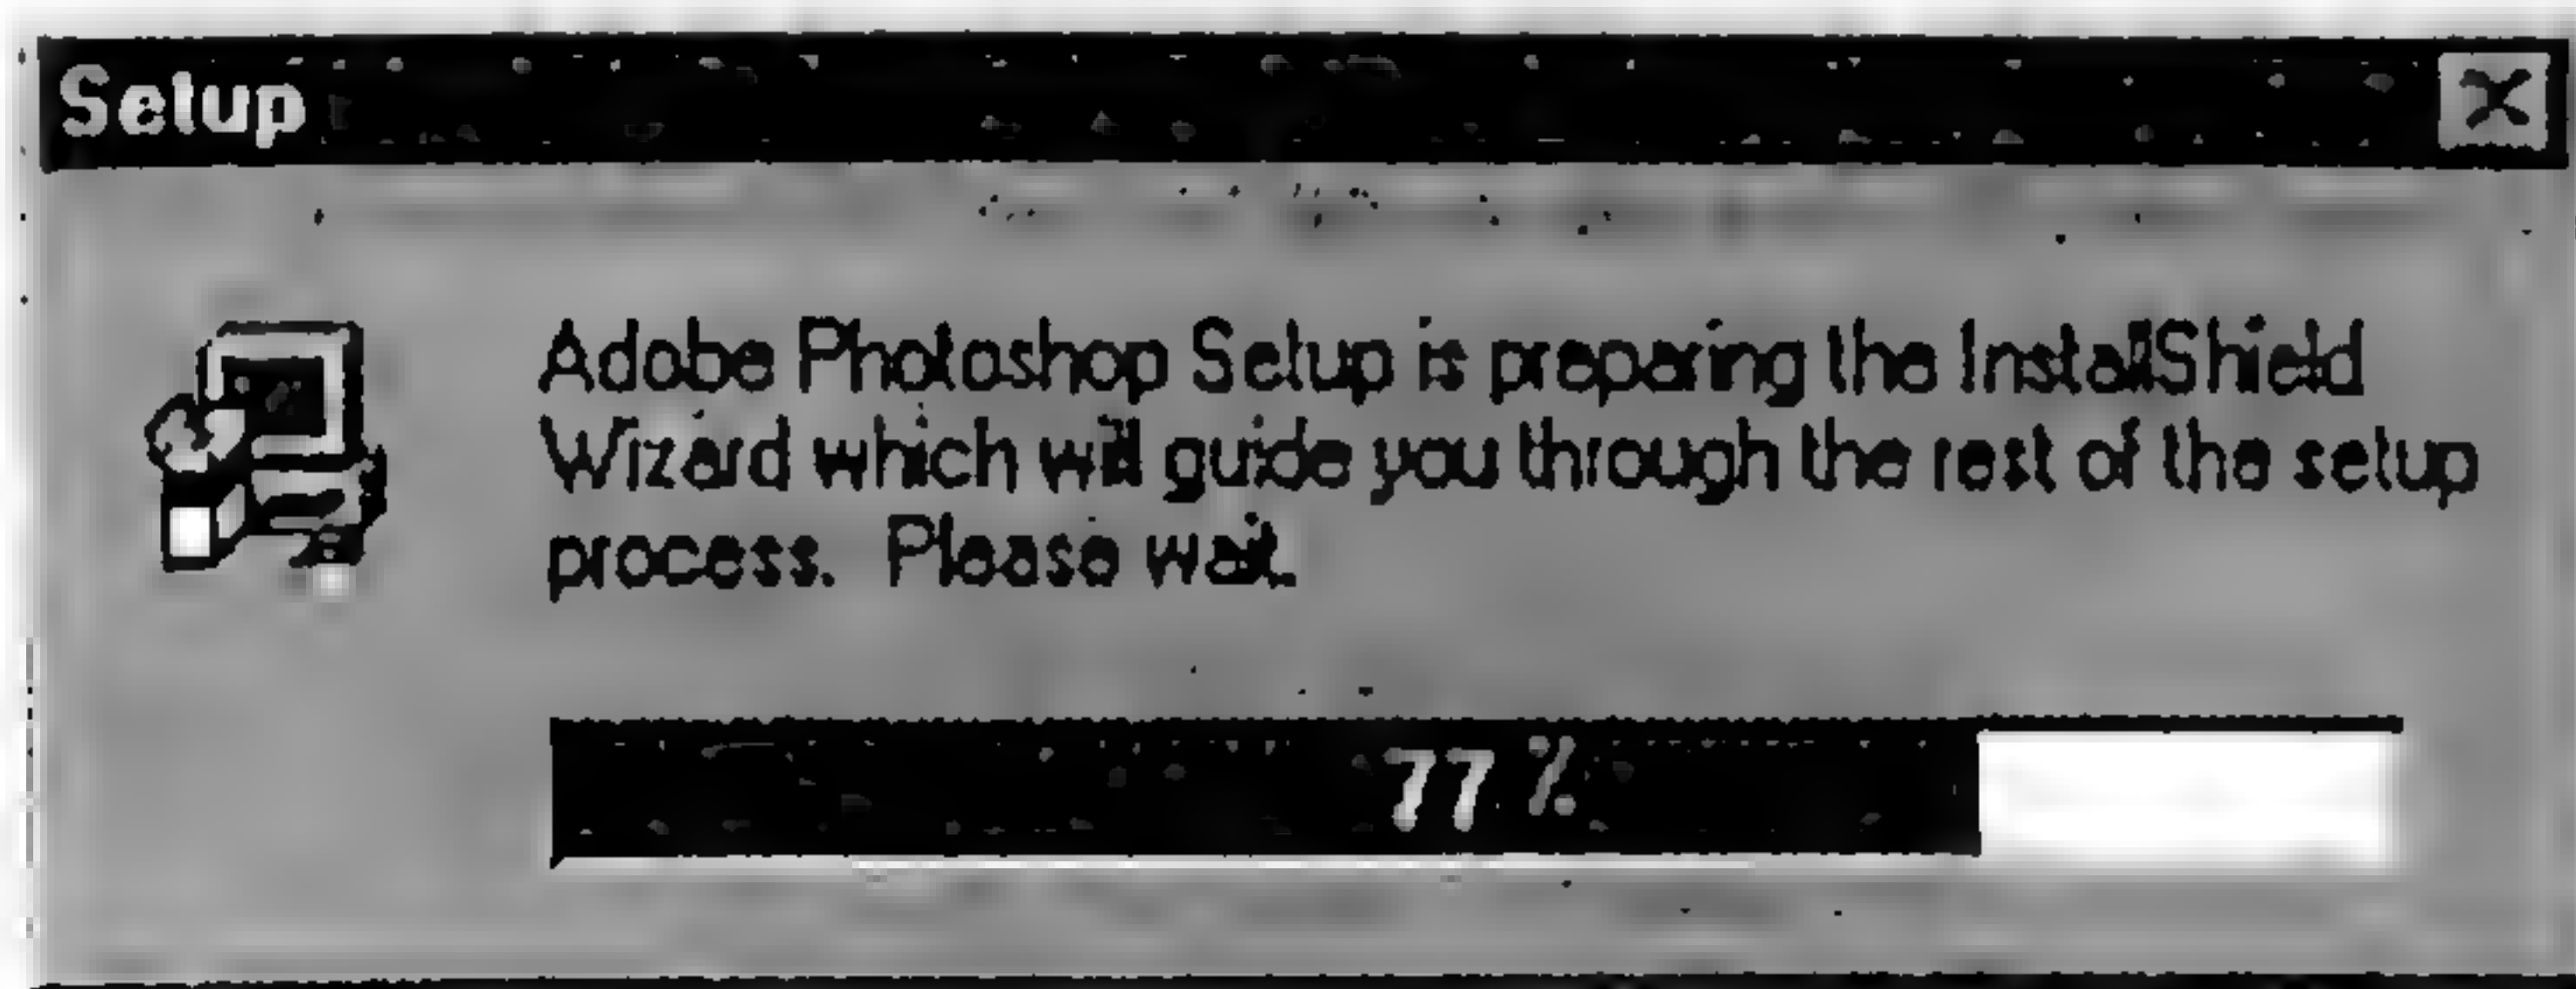 Setup
Adobe Photoshop Setup is preparing the InstallShield
Wizard which will guide you through the rest of the setup
process.  Please wait.
77 %